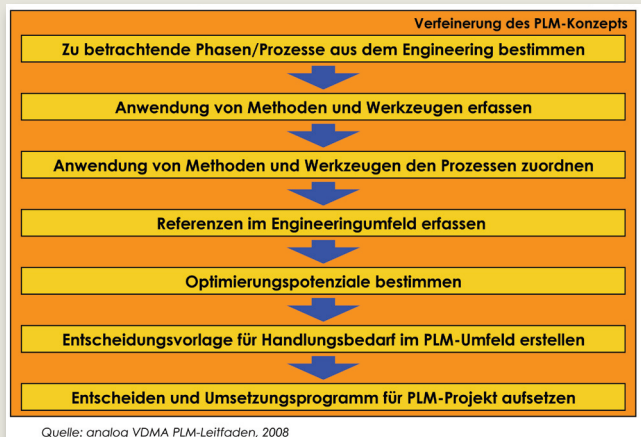 Verfeinerung des PLM-Konzepts
Zu betrachtende Phasen/Prozesse aus dem Engineering bestimmen
Anwendung von Methoden und Werkzeugen erfassen
Anwendung von Methoden und Werkzeugen den Prozessen zuordnen
Referenzen im Engineeringumfeld erfassen
Optimierungspotenziale bestimmen
Entscheidungsvorlage für Handlungsbedarf im PLM-Umfeld erstellen
Entscheiden und Umsetzungsprogramm für PLM-Projekt aufsetzen
Quelle: analog VDMA PLM-Leitfaden, 2008